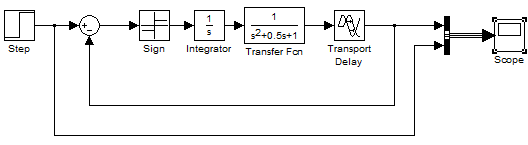 1
s
1
s2+0.5s+1
Step
Sign
Integrator
Transfer Fcn
Transport
Delay
Scope